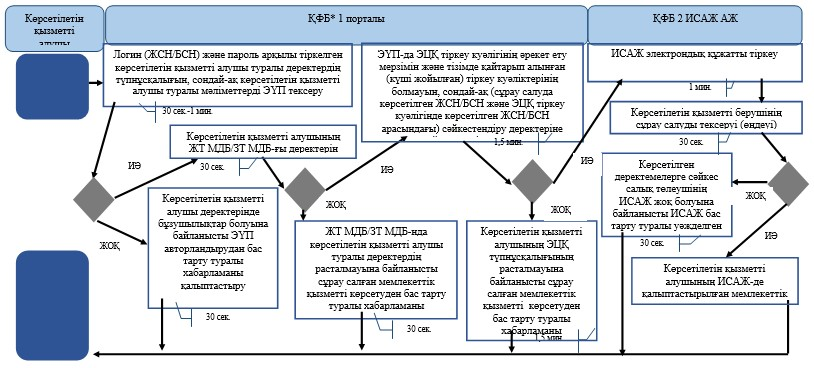 Көрсетілетін
қызметті
алушы
ҚФБ* 1 порталы
ҚФБ 2 ИСАЖ АЖ
Логин (ЖСН/БСН) және пароль арқылы тіркелген
көрсетілетін қызметті алушы туралы деректердің
түпнұсқалығын, сондай-ақ көрсетілетін қызметті
алушы туралы мәліметтерді ЭҮП тексеру
30 сек -1 мин.
ЭҮП-да ЭЦҚ тіркеу куәлігінің әрекет ету
мерзімін және тізімде қайтарып алынған
(күші жойылған) тіркеу куәліктерінің
болмауын, сондай-ақ (сұрау салуда
көрсетілген ЖСН/БСН және ЭЦҚ тіркеу
куәлігінде көрсетілген ЖСН/БСН
арасындағы) сәйкестендіру деректеріне
1,5 мин.
ИСАЖ электрондық құжатты тіркеу
1 мин.
Көрсетілетін қызметті берушінің
сұрау салуды тексеруі (өңдеуі)
30 сек.
Көрсетілетін қызметті алушының
ЖТ МДБ/ЗТ МДБ-ғы деректерін
30 сек.
ИӘ
ИӘ
ИӘ
ЖОҚ
ЖОҚ
ЖОҚ
ЖОҚ
ИӘ
Көрсетілген
деректемелерге сәйкес
салық төлеушінің
ИСАЖ жоқ болуына
байланысты ИСАЖ бас
тарту туралы уәжделген
30 сек.
Көрсетілетін қызметті
алушы деректерінде
бұзушылықтар болуына
байланысты ЭҮП
авторландырудан бас
тарту туралы
хабарламаны
қалыптастыру
30 сек.
ЖТ МДБ/ЗТ МДБ-нда
көрсетілетін қызметті алушы
туралы деректердің
расталмауына байланысты
сұрау салған мемлекеттік
қызметті көрсетуден бас тарту
туралы хабарламаны
30 сек.
Көрсетілетін қызметті
алушының ЭЦҚ
түпнұсқалығының
расталмауына
байланысты сұрау
салған мемлекеттік
қызметті көрсетуден
бас тарту туралы
хабарламаны
1,5 мин.
Көрсетілетін қызметті
алушының ИСАЖ-де
қалыптастырылған мемлекеттік